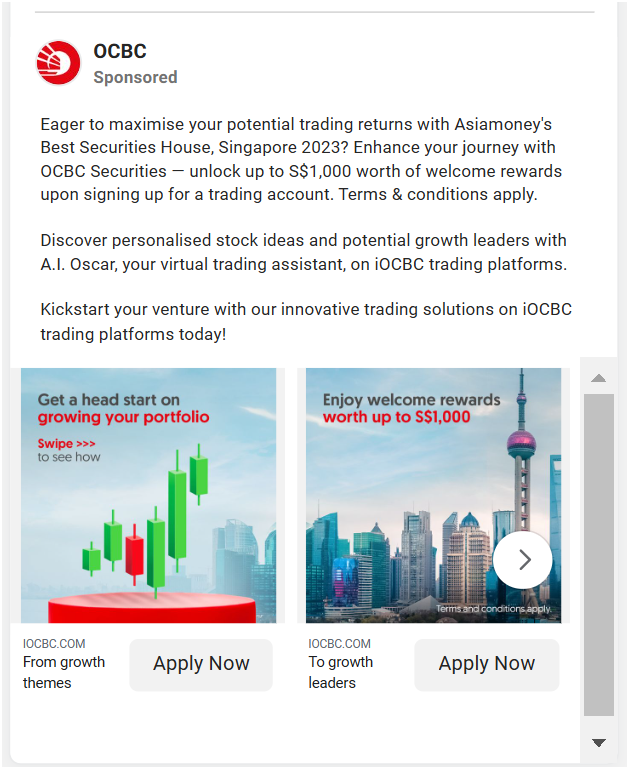 OCBC
Sponsored
Eager to maximise your potential trading returns with Asiamoney's
Best Securities House, Singapore 2023? Enhance your journey with
OCBC Securities — unlock up to S$1,000 worth of welcome rewards
upon signing up for a trading account. Terms & conditions apply.
Discover personalised stock ideas and potential growth leaders with
A.I. Oscar, your virtual trading assistant, on iOCBC trading platforms.
Kickstart your venture with our innovative trading solutions on iOCBC
trading platforms today!
Get a head start on
growing your portfolio
Swipe >>>
to see how
IOCBC.COM
From growth
themes
Apply Now
Enjoy welcome rewards
worth up to S$1,000
Terms and conditions apply.
IOCBC.COM
To growth
leaders
Apply Now